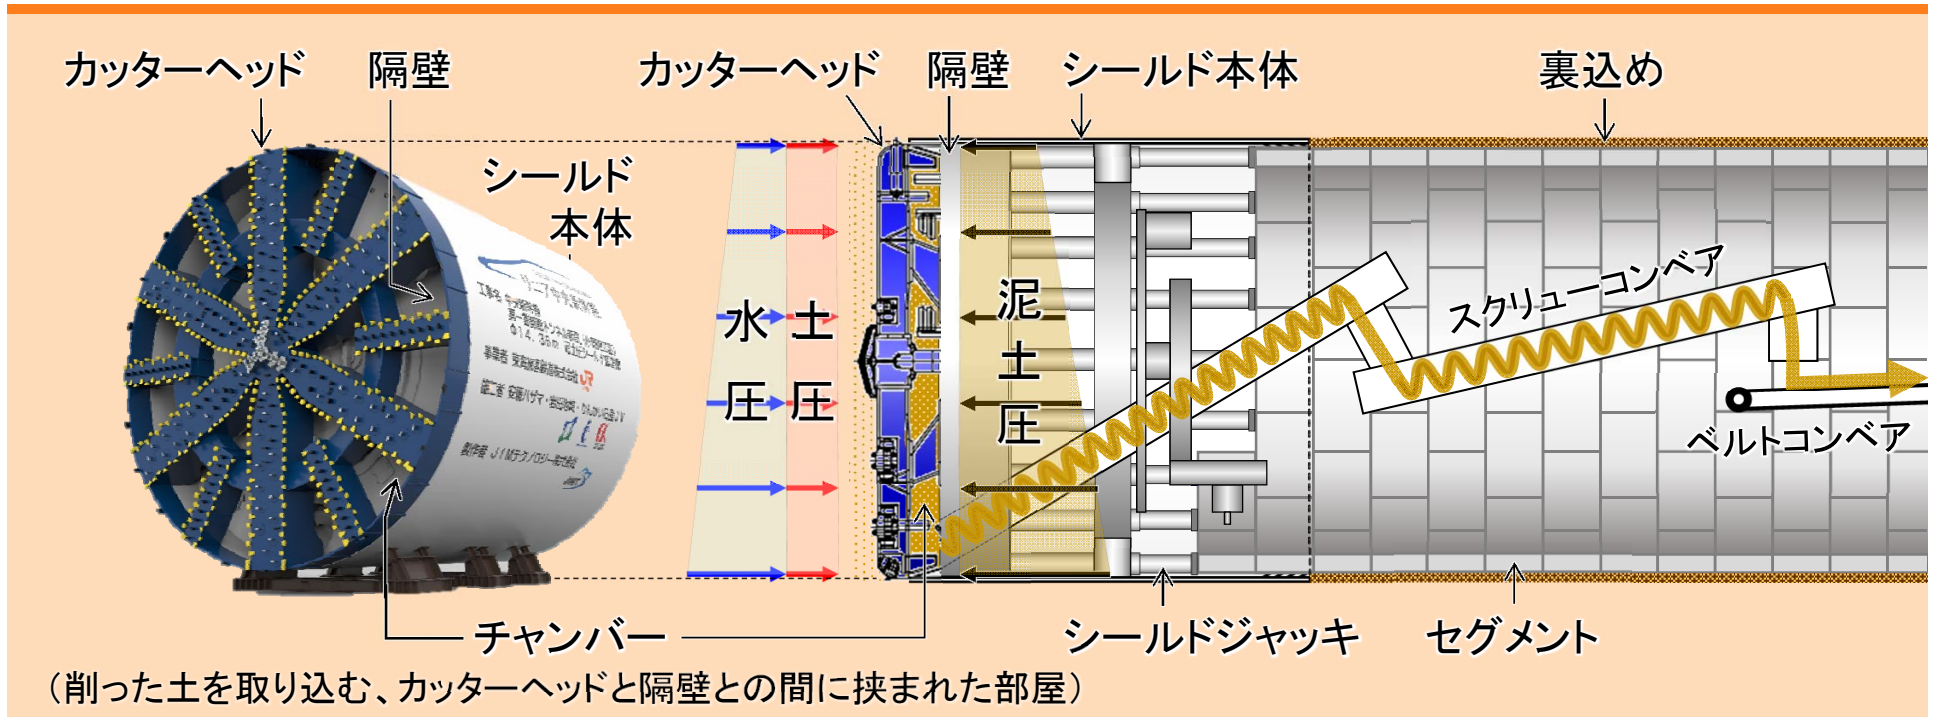 カッターヘッド
隔壁
カッターヘッド
隔壁
シールド本体
裏込め
シールド
本体
水圧
土圧
泥土圧
スクリューコンベア
ベルトコンベア
チャンバー
シールドジャッキ
セグメント
（削った土を取り込む、カッターヘッドと隔壁との間に挟まれた部屋）